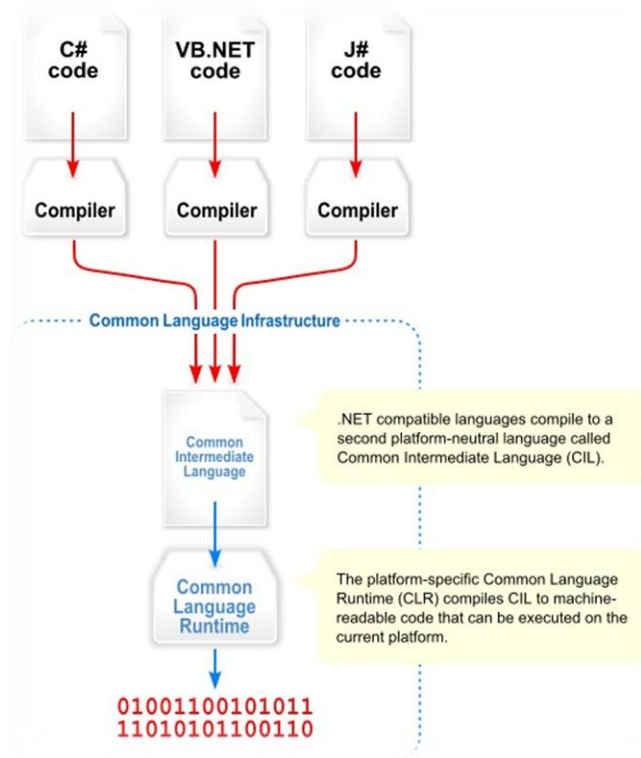 C#
code
VB.NET
code
J#
code
Compiler
Compiler
Compiler
Common Language Infrastructure
Common
Intermediate
Language
.NET compatible languages compile to a
second platform-neutral language called
Common Intermediate Language (CIL).
Common
Language
Runtime
The platform-specific Common Language
Runtime (CLR) compiles CIL to machine-
readable code that can be executed on the
current platform.
01001100101011
11010101100110